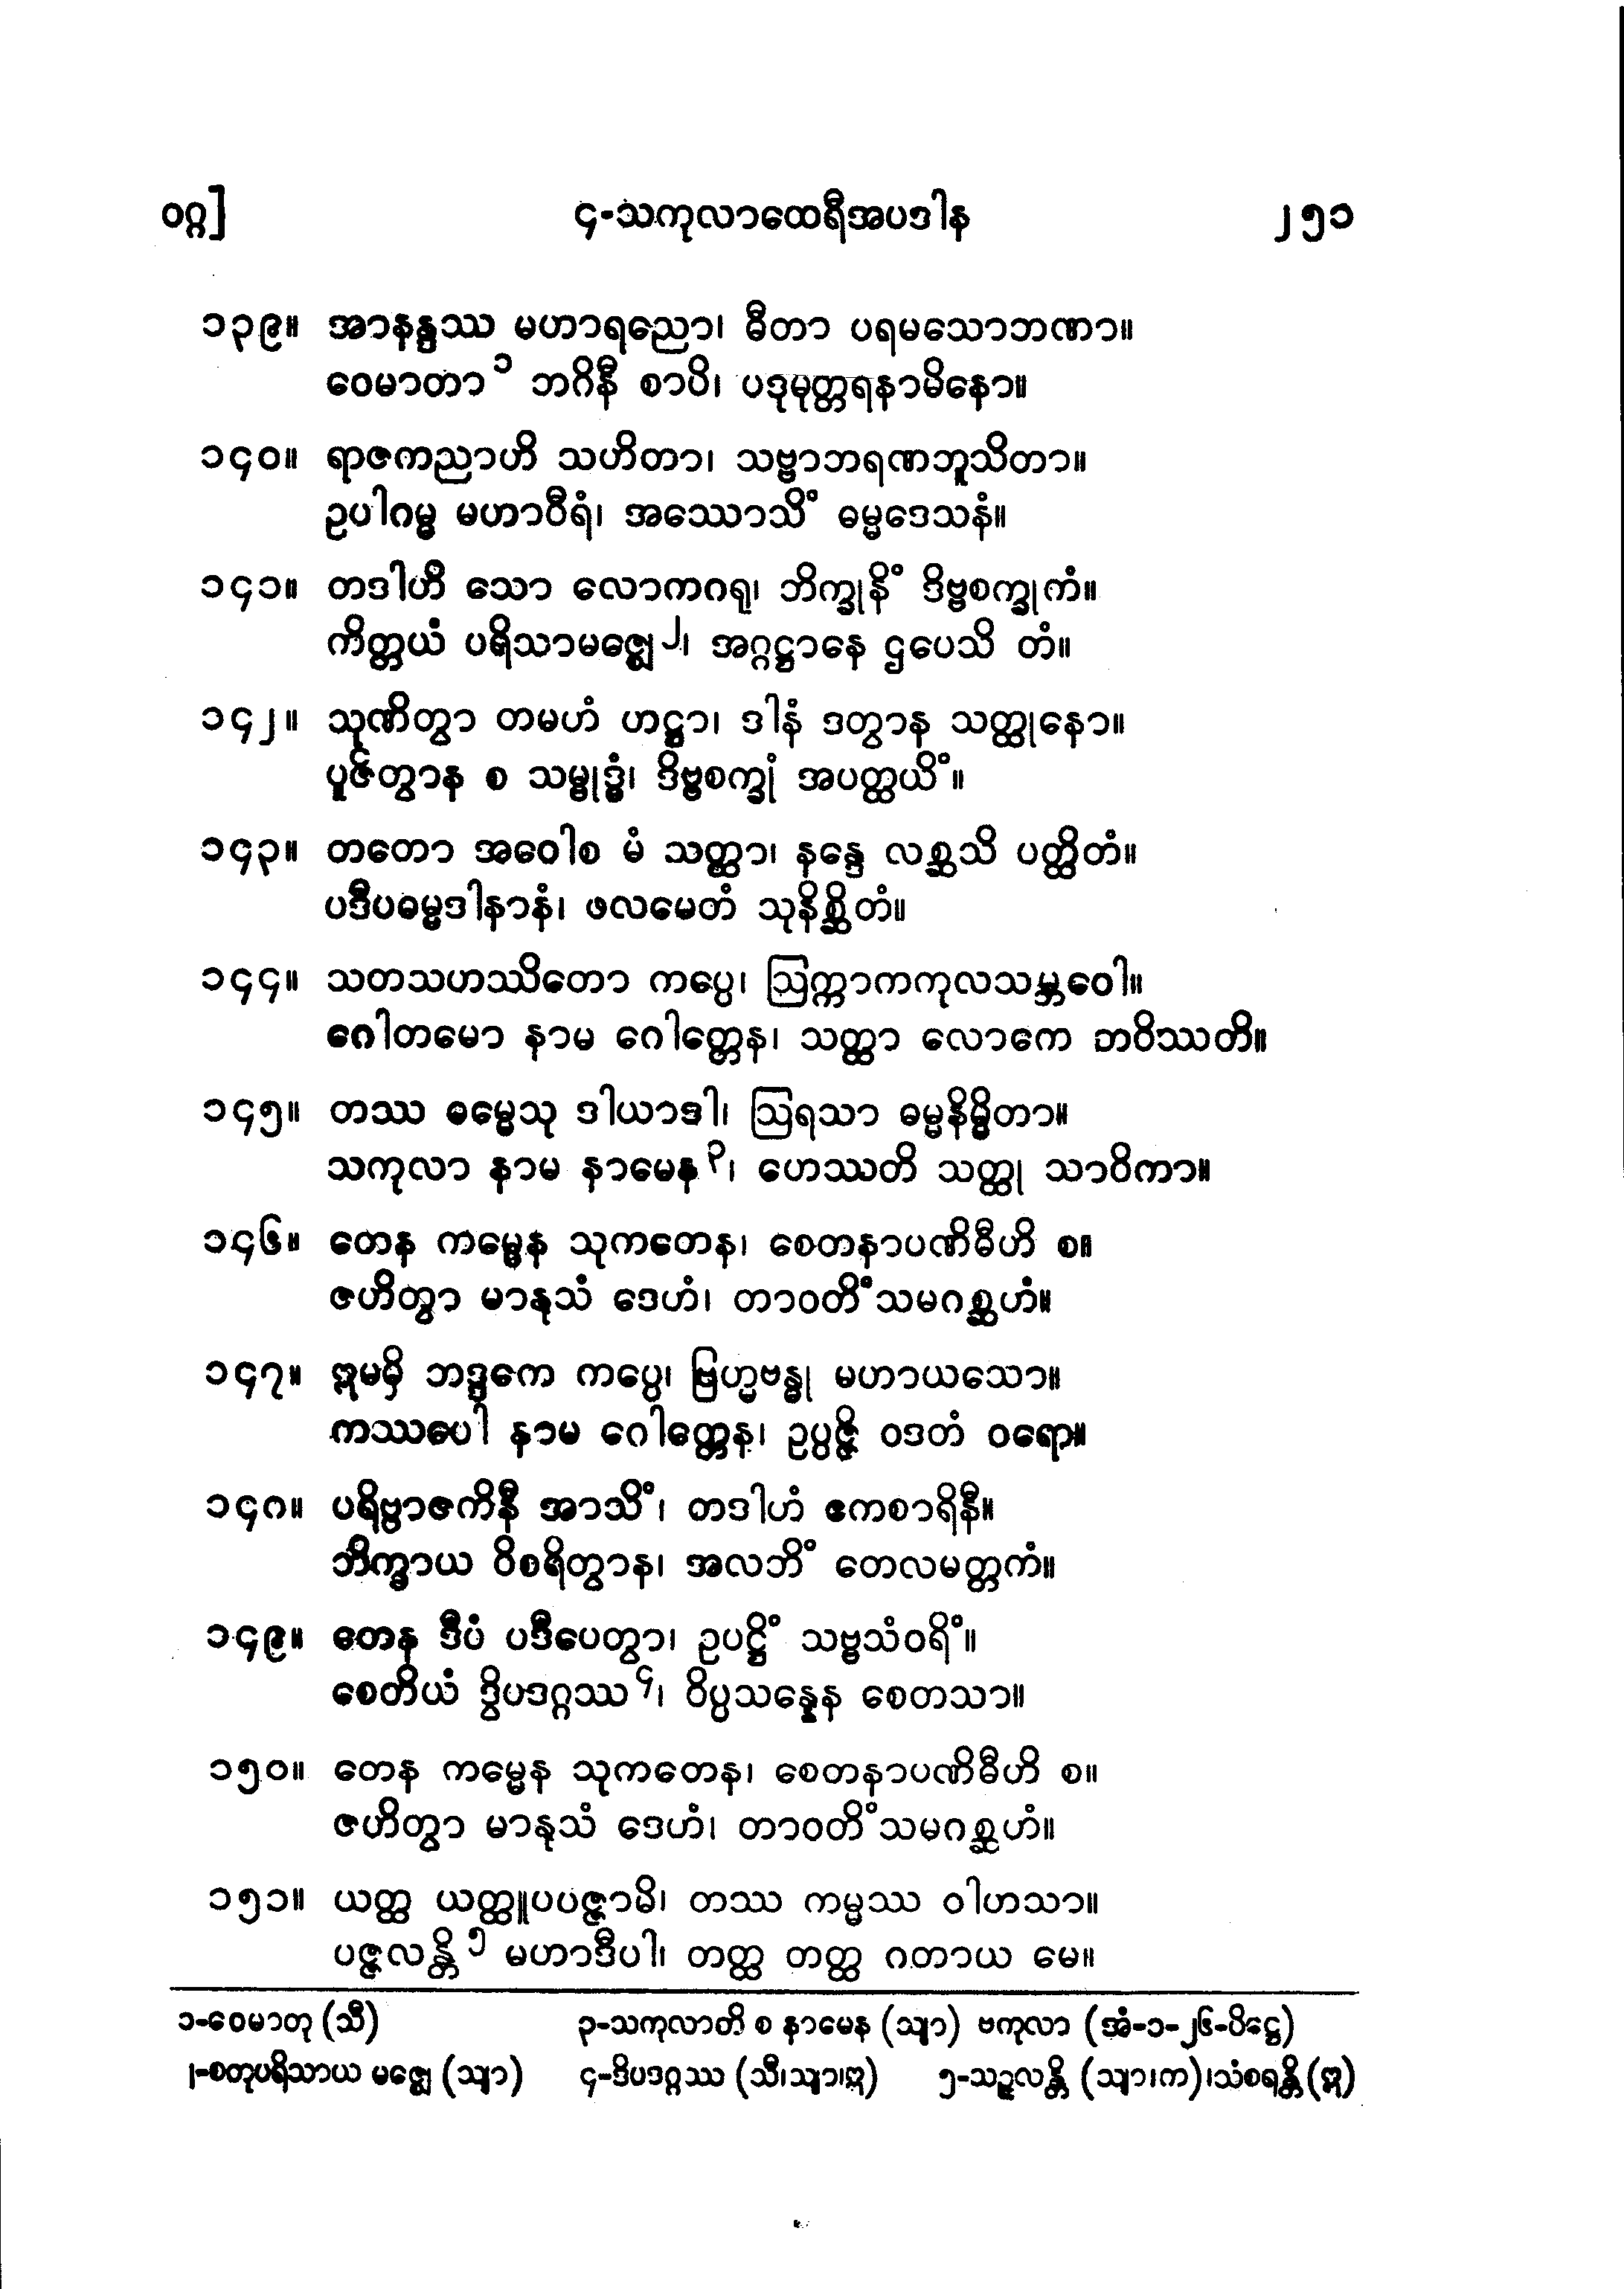 ဝဂ္ဂ] ၄-သကုလာထေရီအပဒါန ၂၅၁
၁၃၉။ အာနန္ဒဿ မဟာရညော၊ ဓီတာ ပရမသောဘဏာ။
ဝေမာတာ၁ ဘဂိနီ စာပိ၊ ပဒုမုတ္တရနာမိနော။
၁၄၀။ ရာဇကညာဟိ သဟိတာ၊ သဗ္ဗာဘရဏဘူသိတာ။
ဥပါဂမ္မ မဟာဝီရံ၊ အဿောသိံ ဓမ္မဒေသနံ။
၁၄၁။ တဒါဟိ သော လောကဂရု၊ ဘိက္ခုနိံ ဒိဗ္ဗစက္ခုကံ။
ကိတ္တယံ ပရိသာမဇ္ဈေ၂၊ အဂ္ဂဋ္ဌာနေ ဌပေသိ တံ။
၁၄၂။ သုဏိတွာ တမဟံ ဟဋ္ဌာ၊ ဒါနံ ဒတွာန သတ္ထုနော။
ပူဇိတွာန စ သမ္ဗုဒ္ဓံ၊ ဒိဗ္ဗစက္ခုံ အပတ္ထယိံ။
၁၄၃။ တတော အဝေါစ မံ သတ္ထာ၊ နန္ဒေ လစ္ဆသိ ပတ္ထိတံ။
ပဒီပဓမ္မဒါနာနံ၊ ဖလမေတံ သုနိစ္ဆိတံ။
၁၄၄။ သတသဟဿိတော ကပ္ပေ၊ ဩက္ကာကကုလသမ္ဘဝေါ။
ဂေါတမော နာမ ဂေါတ္တေန၊ သတ္ထာ လောကေ ဘဝိဿတိ။
၁၄၅။ တဿ ဓမ္မေသု ဒါယာဒါ၊ ဩရသာ ဓမ္မနိမ္မိတာ။
သကုလာ နာမ နာမေန၃၊ ဟေဿတိ သတ္ထု သာဝိကာ။
၁၄၆။ တေန ကမ္မေန သုကတေန၊ စေတနာပဏိဓီဟိ စ။
ဇဟိတွာ မာနုသံ ဒေဟံ၊ တာဝတိံသမဂစ္ဆဟံ။
၁၄၇။ ဣမမှိ ဘဒ္ဒကေ ကပ္ပေ၊ ဗြဟ္မဗန္ဓု မဟာယသော။
ကဿပေါ နာမ ဂေါတ္တေန၊ ဥပ္ပဇ္ဇိ ဝဒတံ ဝရော။
၁၄၈။ ပရိဗ္ဗာဇကိနီ အာသိံ၊ တဒါဟံ ဧကစာရိနီ။
ဘိက္ခာယ ဝိစရိတွာန၊ အလဘိံ တေလမတ္တကံ။
၁၄၉။ တေန ဒီပံ ပဒီပေတွာ၊ ဥပဋ္ဌိံ သဗ္ဗသံဝရိံ။
စေတိယံ ဒွိပဒဂ္ဂဿ၄၊ ဝိပ္ပသန္နေန စေတသာ။
၁၅၀။ တေန ကမ္မေန သုကတေန၊ စေတနာပဏိဓီဟိ စ။
ဇဟိတွာ မာနုသံ ဒေဟံ၊ တာဝတိံသမဂစ္ဆဟံ။
၁၅၁။ ယတ္ထ ယတ္ထူပပဇ္ဇာမိ၊ တဿ ကမ္မဿ ဝါဟသာ။
ပဇ္ဇလန္တိ၅ မဟာဒီပါ၊ တတ္ထ တတ္ထ ဂတာယ မေ။
၁-ဝေမာတု (သီ) ၃-သကုလာတိ စ နာမေန (သျာ) ဗကုလာ (အံ-၁-၂၆-ပိဋ္ဌေ)
၂-စတုပရိသာယ မဇ္ဈေ (သျာ) ၄-ဒိပဒဂ္ဂဿ (သီ၊သျာ၊ဣ) ၅-သဉ္ဇလန္တိ (သျာ၊က)၊သံစရန္တိ (ဣ)